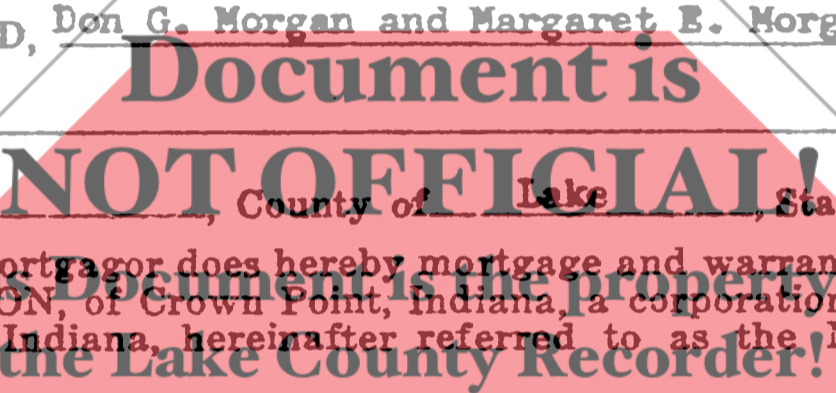 D, Don G. Morgan and Margaret E. Morg
Document is
NOT OFFICIAL!
, County of Lake, Sta
ortgagor does hereby mortgage and warran
s Document is the property
ON, of Crown Point, Indiana, a corporation
Indiana, hereinafter referred to as the
the Lake County Recorder!